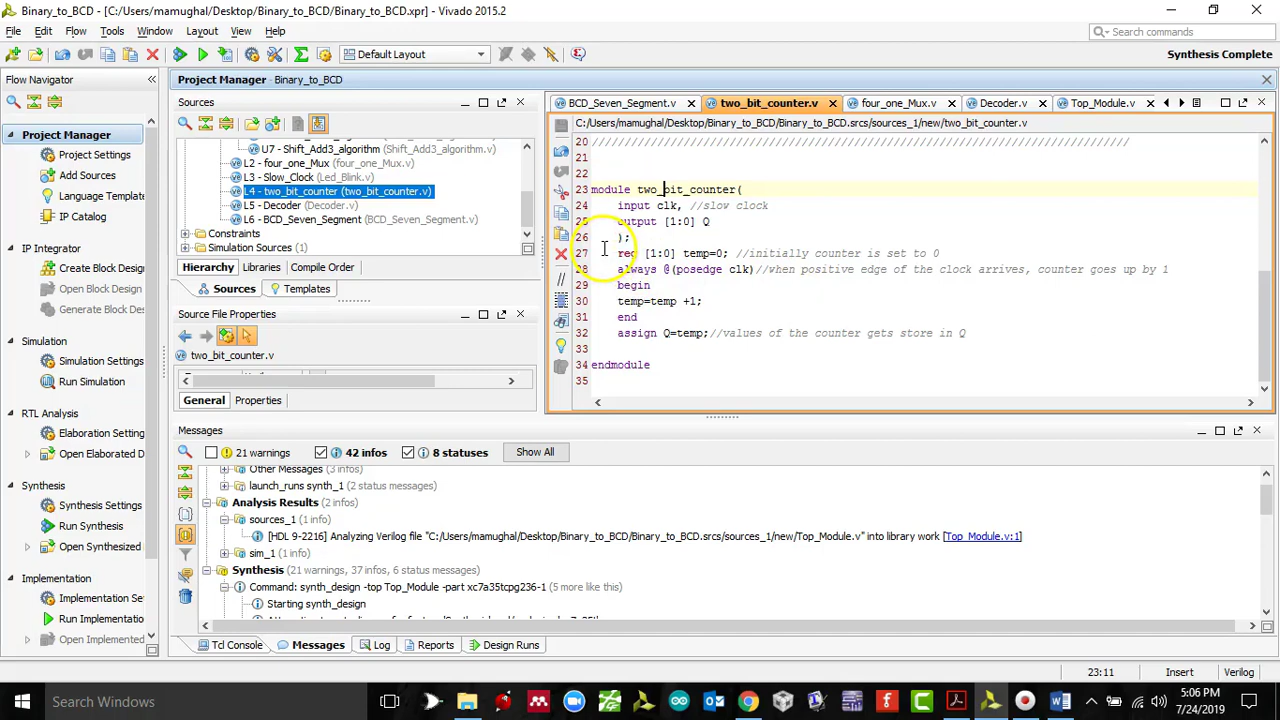 Binary_to_BCD - [C:/Users/mamughal/Desktop/Binary_to_BCD/Binary_to_BCD.xpr] - Vivado 2015.2
File Edit Flow Tools Window Layout View Help
Search commands
Default Layout
Synthesis Complete
Flow Navigator
Project Manager
Project Settings
Add Sources
Language Template
IP Catalog
IP Integrator
Create Block Design
Open Block Desi
Generate Block Des
Simulation
Simulation Settings
Run Simulation
RTL Analysis
Elaboration Setting
Open Elaborated D
Synthesis
Synthesis Settings
Run Synthesis
Open Synthesized
Implementation
Implementation Set
Run Implementatio
Open Implemented
Project Manager - Binary_to_BCD
Sources
U7 - Shift_Add3_algorithm (Shift_Add3_algorithm.v)
L2 - four_one_Mux (four_one_Mux.v)
L3 - Slow_Clock (Led_Blink.v)
L4 - two_bit_counter (two_bit_counter.v)
L5 - Decoder (Decoder.v)
L6 - BCD_Seven_Segment (BCD_Seven_Segment.v)
Constraints
Simulation Sources (1)
Hierarchy Libraries Compile Order
Sources Templates
Source File Properties
two_bit_counter.v
General Properties
BCD_Seven_Segment.v two_bit_counter.v four_one_Mux.v Decoder.v Top_Module.v
C:/Users/mamughal/Desktop/Binary_to_BCD/Binary_to_BCD.srcs/sources_1/new/two_bit_counter.v
20 //////////////////////////////////////////////////////////////////////////////////
21
22
23 module two_bit_counter(
24 input clk, //slow clock
25 output [1:0] Q
26 );
27 reg [1:0] temp=0; //initially counter is set to 0
28 always @(posedge clk)//when positive edge of the clock arrives, counter goes up by 1
29 begin
30 temp=temp +1;
31 end
32 assign Q=temp;//values of the counter gets store in Q
33
34 endmodule
35
Messages
21 warnings 42 infos 8 statuses Show All
Other Messages (3 infos)
launch_runs synth_1 (2 status messages)
Analysis Results (2 infos)
sources_1 (1 info)
[HDL 9-2216] Analyzing Verilog file "C:/Users/mamughal/Desktop/Binary_to_BCD/Binary_to_BCD.srcs/sources_1/new/Top_Module.v" into library work [Top_Module.v:1]
sim_1 (1 info)
Synthesis (21 warnings, 37 infos, 6 status messages)
Command: synth_design -top Top_Module -part xc7a35tcpg236-1 (5 more like this)
Starting synth_design
Tcl Console Messages Log Reports Design Runs
23:11 Insert Verilog
Search Windows
5:06 PM
7/24/2019